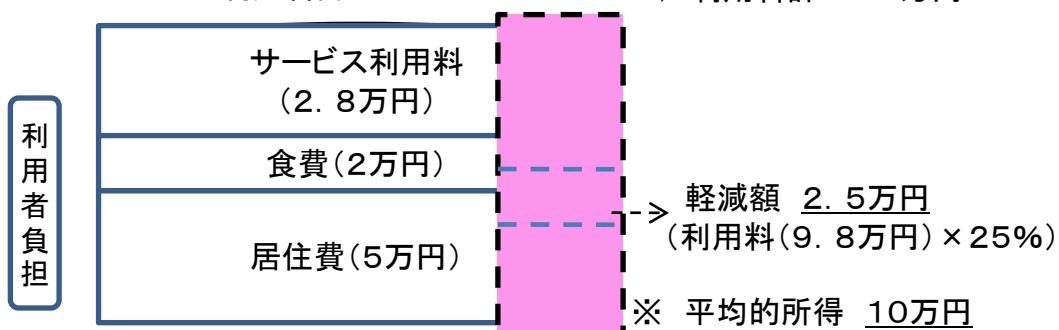 サービス利用料
(2.8万円)
食費(2万円)
居住費(5万円)
利用者負担
軽減額 2.5万円
(利用料(9.8万円)×25%)
※ 平均的所得 10万円